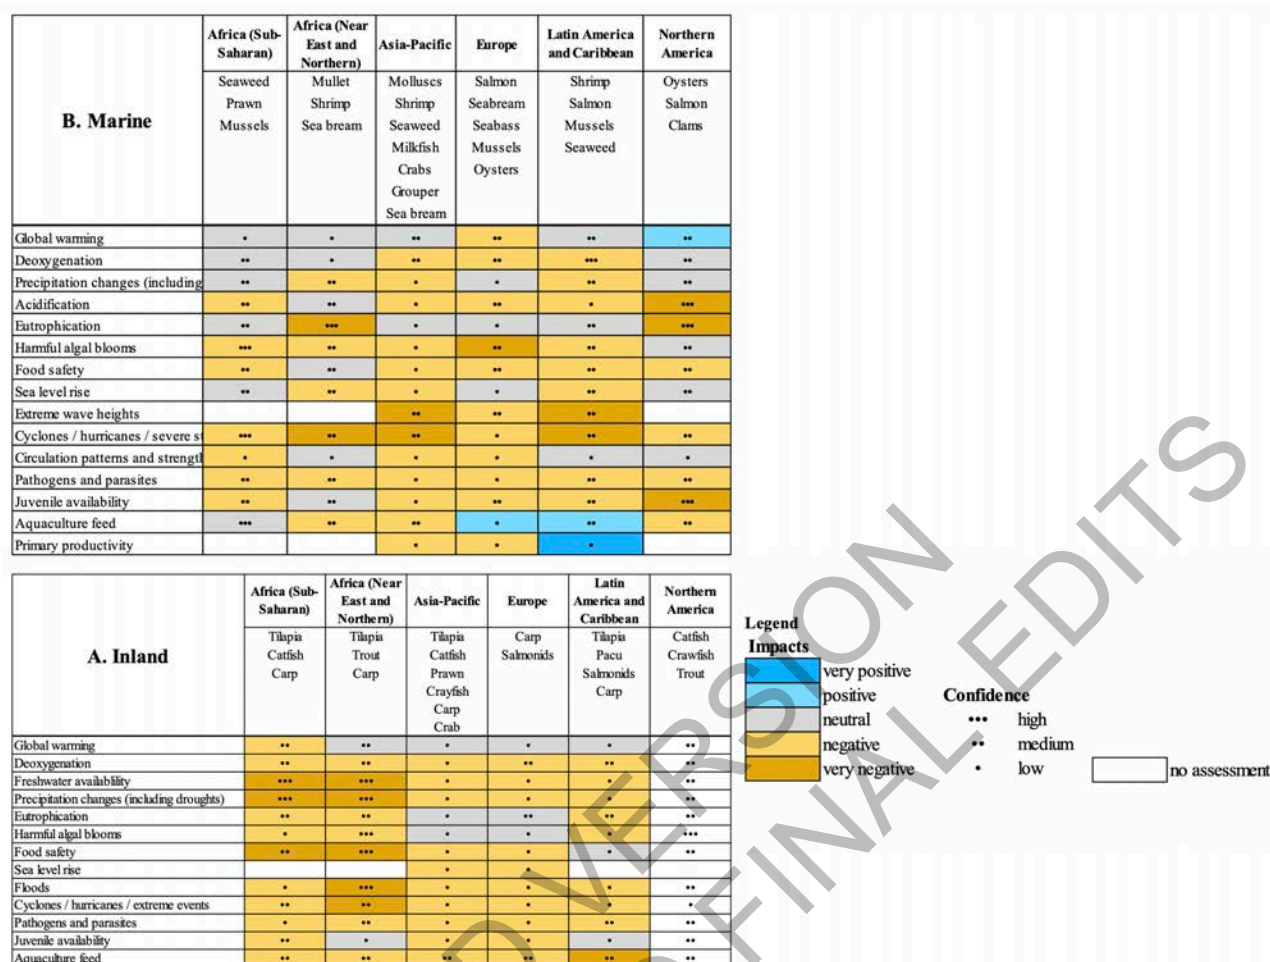 Africa (Sub-Saharan) Africa (Near East and Northern) Asia-Pacific Europe Latin America and Caribbean Northern America
B. Marine
Seaweed Mullet Molluscs Salmon Shrimp Oysters
Prawn Shrimp Shrimp Seabream Salmon Salmon
Mussels Sea bream Seaweed Seabass Mussels Clams
Milkfish Mussels Seaweed
Crabs Oysters
Grouper
Sea bream
Global warming • • •• •• •• ••
Deoxygenation •• • •• •• ••• ••
Precipitation changes (including •• •• • • •• ••
Acidification •• •• • •• • •••
Eutrophication •• ••• • • •• •••
Harmful algal blooms ••• •• • •• •• ••
Food safety •• •• • •• •• ••
Sea level rise •• •• • • •• ••
Extreme wave heights •• •• ••
Cyclones / hurricanes / severe st ••• •• •• • •• ••
Circulation patterns and strengtl • • • • • •
Pathogens and parasites •• •• • • •• ••
Juvenile availability •• •• • •• •• •••
Aquaculture feed ••• •• •• • •• ••
Primary productivity • • •
Africa (Sub-Saharan) Africa (Near East and Northern) Asia-Pacific Europe Latin America and Caribbean Northern America
A. Inland
Tilapia Tilapia Tilapia Carp Tilapia Catfish
Catfish Trout Catfish Salmonids Pacu Crawfish
Carp Carp Prawn Salmonids Trout
Crayfish Carp
Carp
Crab
Global warming •• •• • • • ••
Deoxygenation •• •• • •• •• ••
Freshwater availablility ••• ••• • • • ••
Precipitation changes (including droughts) ••• ••• • • • ••
Eutrophication •• •• • •• •• ••
Harmful algal blooms • ••• • • • •••
Food safety •• ••• • • • ••
Sea level rise • •
Floods • ••• • • • ••
Cyclones / hurricanes / extreme events •• •• • • • •
Pathogens and parasites • •• • • •• ••
Juvenile availability •• • • • • ••
Aquaculture feed •• •• •• •• •• ••
Legend
Impacts
very positive
positive
neutral
negative
very negative
Confidence
••• high
•• medium
• low
no assessment
D VERSION
FINAL EDITS